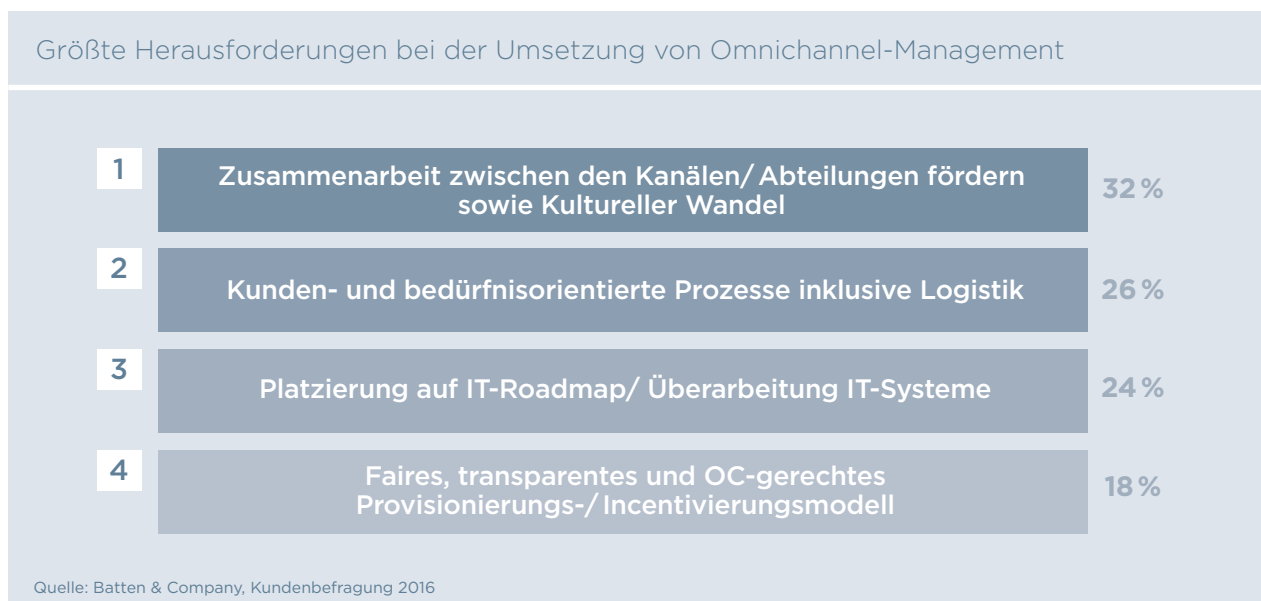 Größte Herausforderungen bei der Umsetzung von Omnichannel-Management
1
Zusammenarbeit zwischen den Kanälen/ Abteilungen fördern
sowie Kultureller Wandel
32 %
2
Kunden- und bedürfnisorientierte Prozesse inklusive Logistik
26 %
3
Platzierung auf IT-Roadmap/ Überarbeitung IT-Systeme
24 %
4
Faires, transparentes und OC-gerechtes
Provisionierungs-/ Incentivierungsmodell
18 %
Quelle: Batten & Company, Kundenbefragung 2016